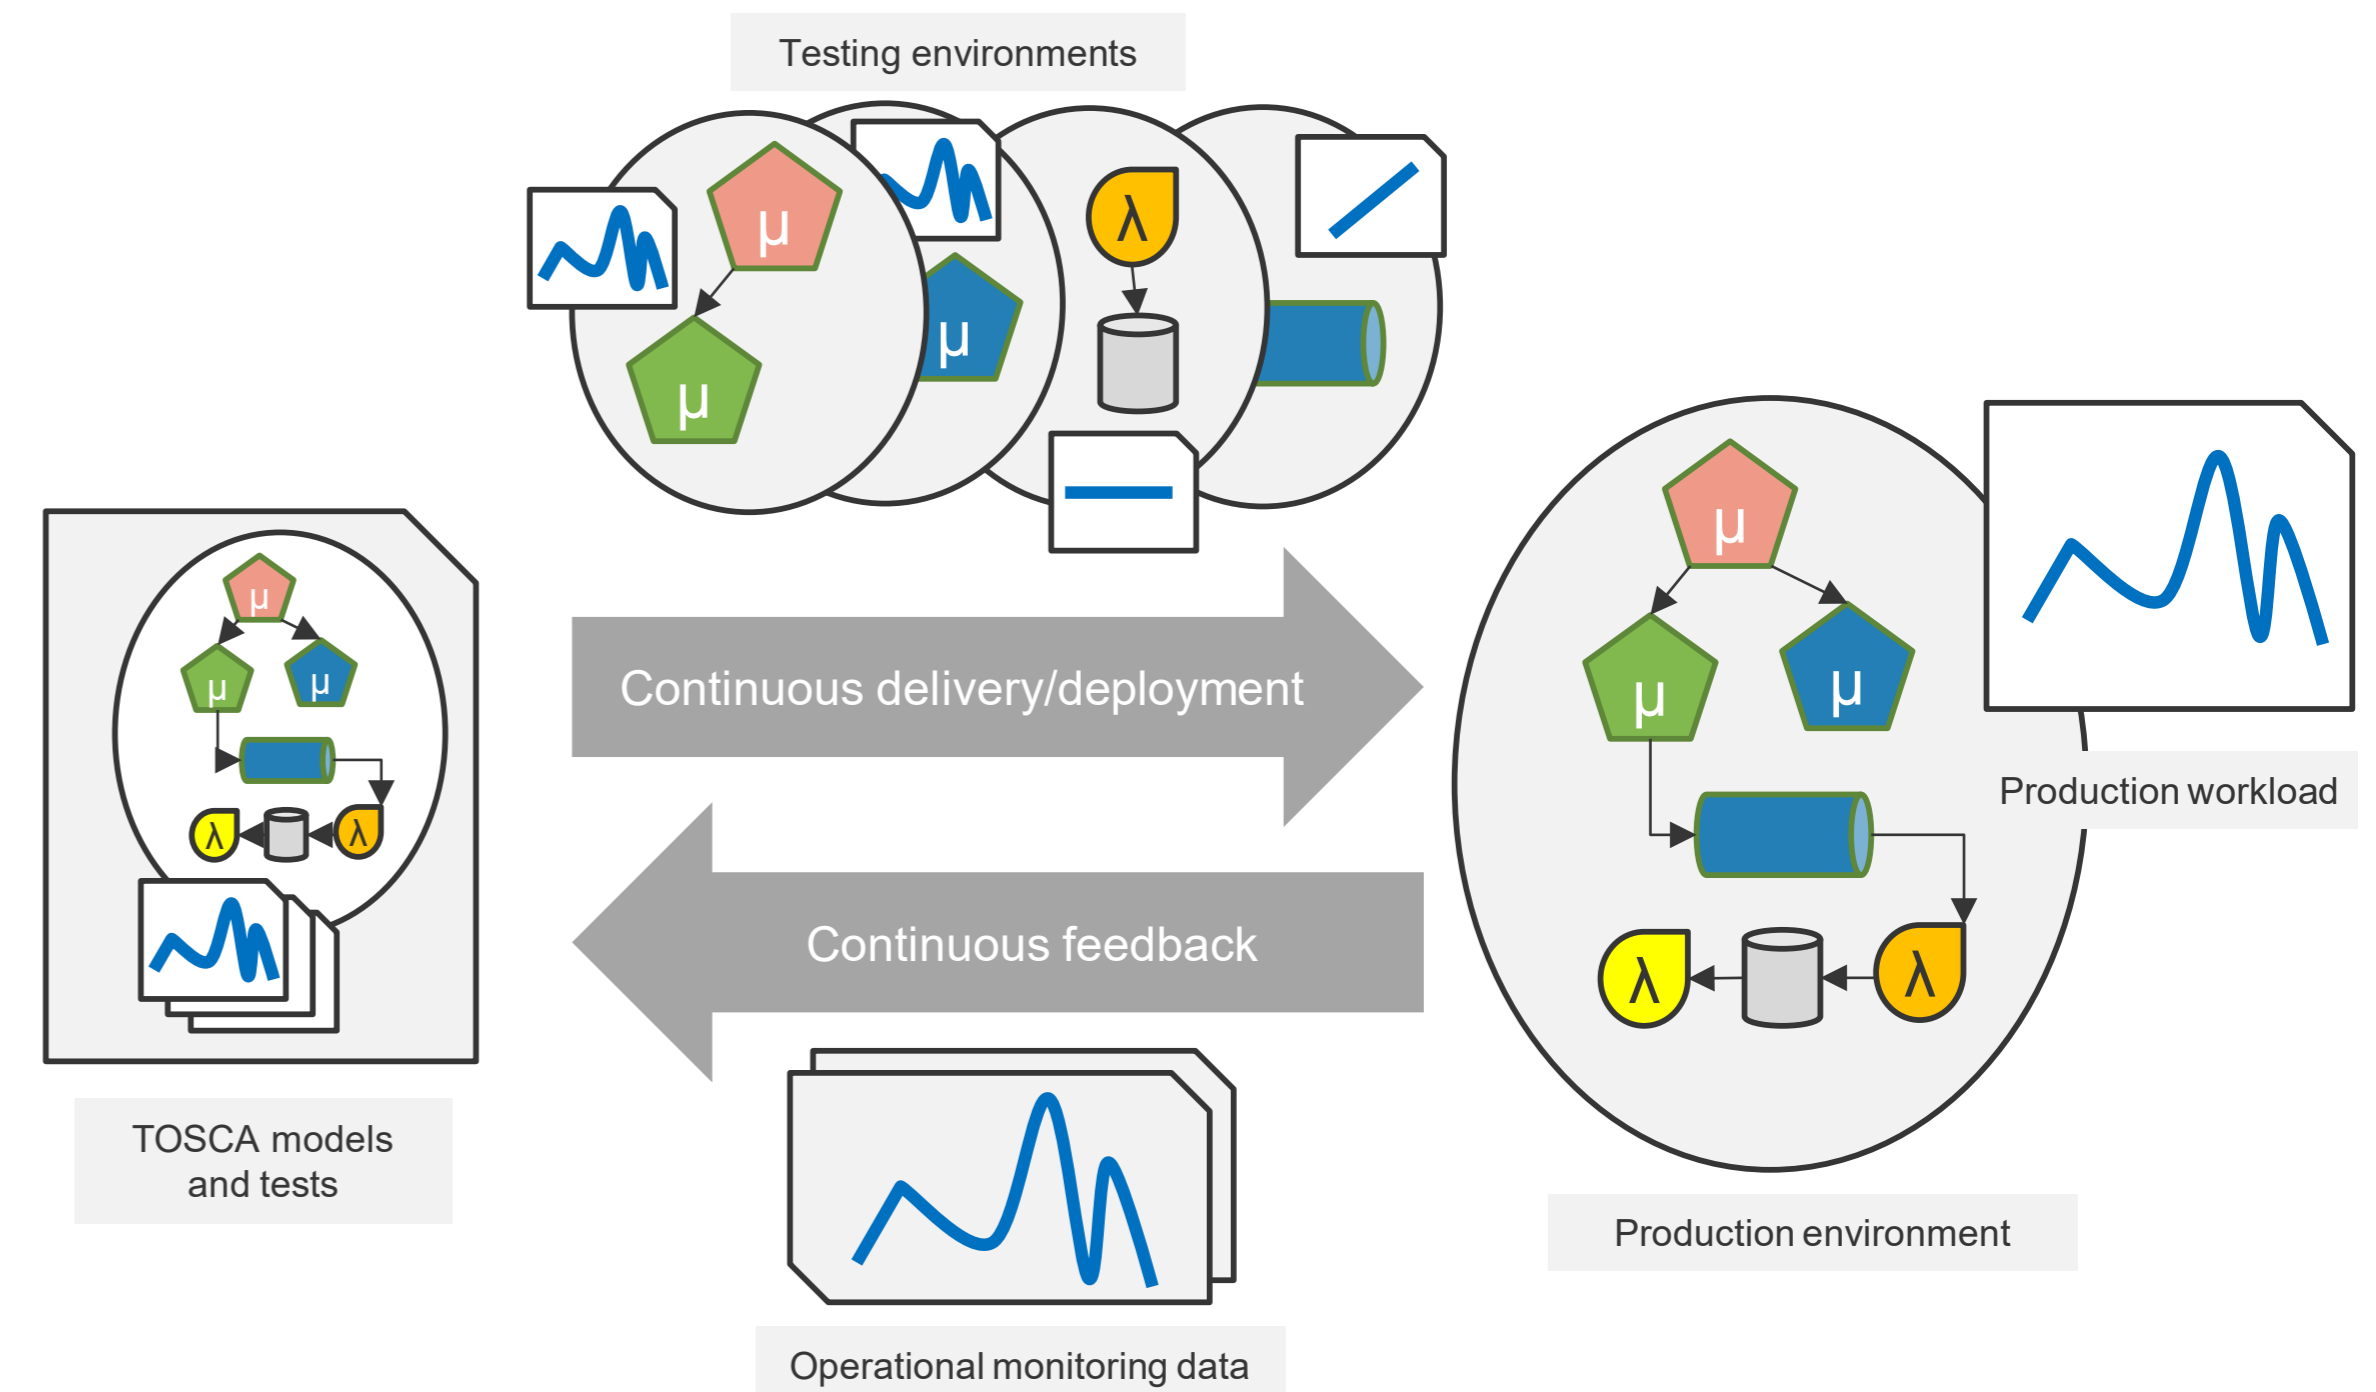 Testing environments
μ
μ
μ
λ
μ
μ
μ
λ
λ
TOSCA models
and tests
Continuous delivery/deployment
Continuous feedback
Operational monitoring data
μ
μ
μ
λ
λ
Production workload
Production environment